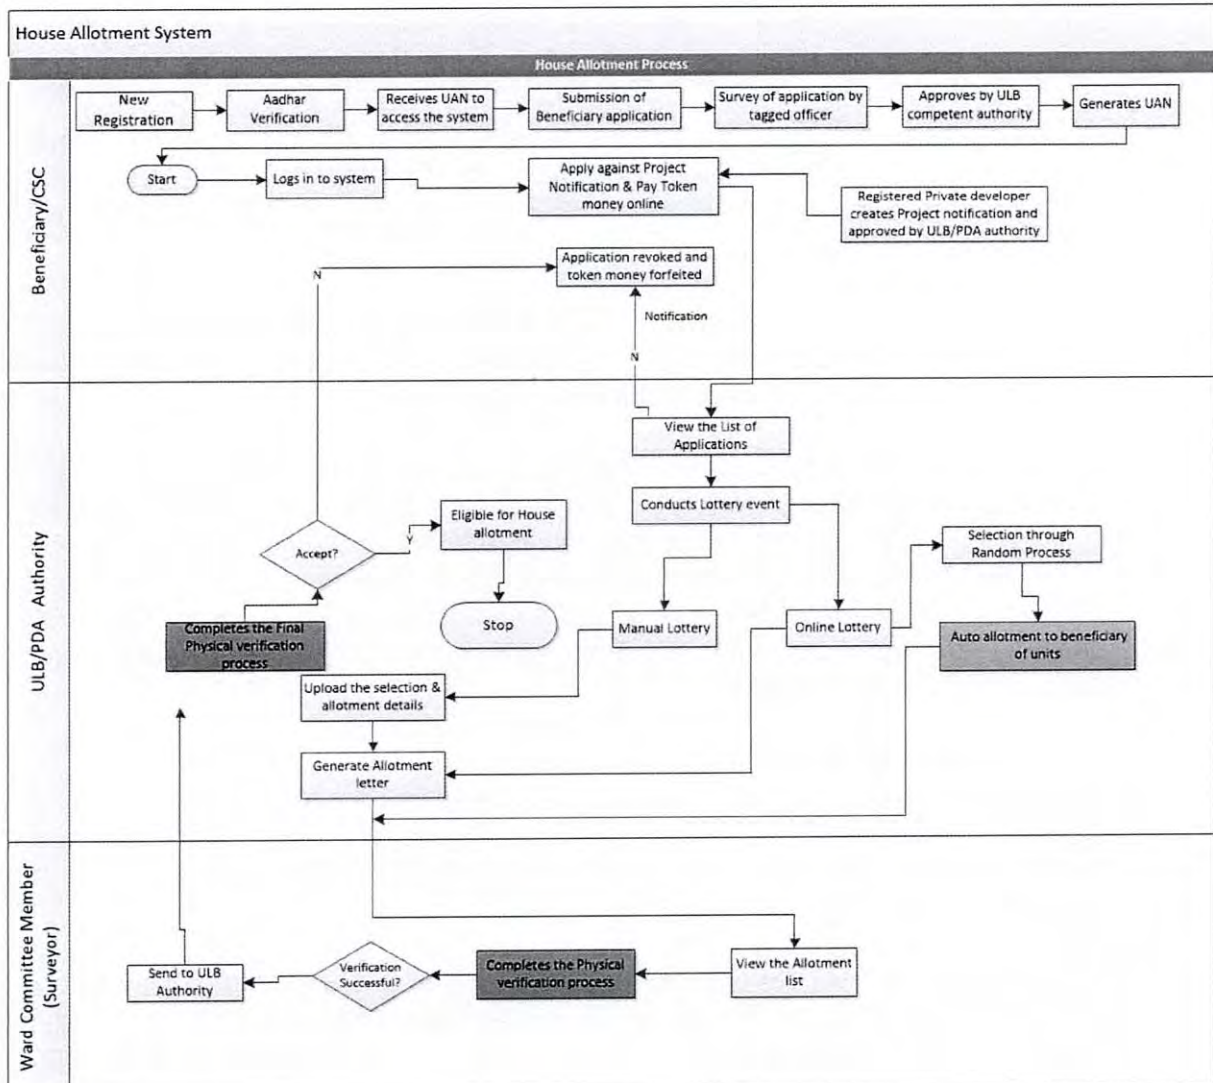 House Allotment System
House Allotment Process
New
Registration
Aadhar
Verification
Receives UAN to
access the system
Submission of
Beneficiary application
Survey of application by
tagged officer
Approves by ULB
competent authority
Generates UAN
Start
Logs in to system
Apply against Project
Notification & Pay Token
money online
Registered Private developer
creates Project notification and
approved by ULB/PDA authority
Application revoked and
token money forfeited
N
Notification
N
Beneficiary/CSC
View the List of
Applications
Conducts Lottery event
Eligible for House
allotment
Y
Accept?
Selection through
Random Process
Stop
Manual Lottery
Online Lottery
Auto allotment to beneficiary
of units
Completes the Final
Physical verification
process
Upload the selection &
allotment details
Generate Allotment
letter
ULB/PDA Authority
Send to ULB
Authority
Verification
Successful?
Completes the Physical
verification process
View the Allotment
list
Ward Committee Member
(Surveyor)